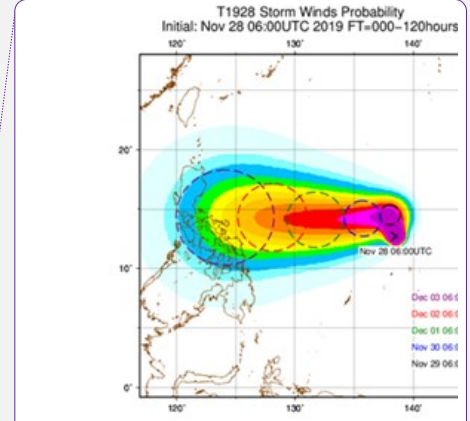 T1928 Storm Winds Probability
Initial: Nov 28 06:00UTC 2019 FT=000-120hours
120° 130° 140°
20°
Nov 28 06:00UTC
10°
Dec 03 06:0
Dec 02 06:0
Dec 01 06:0
Nov 30 06:0
Nov 29 06:0
0°
120° 130° 140°